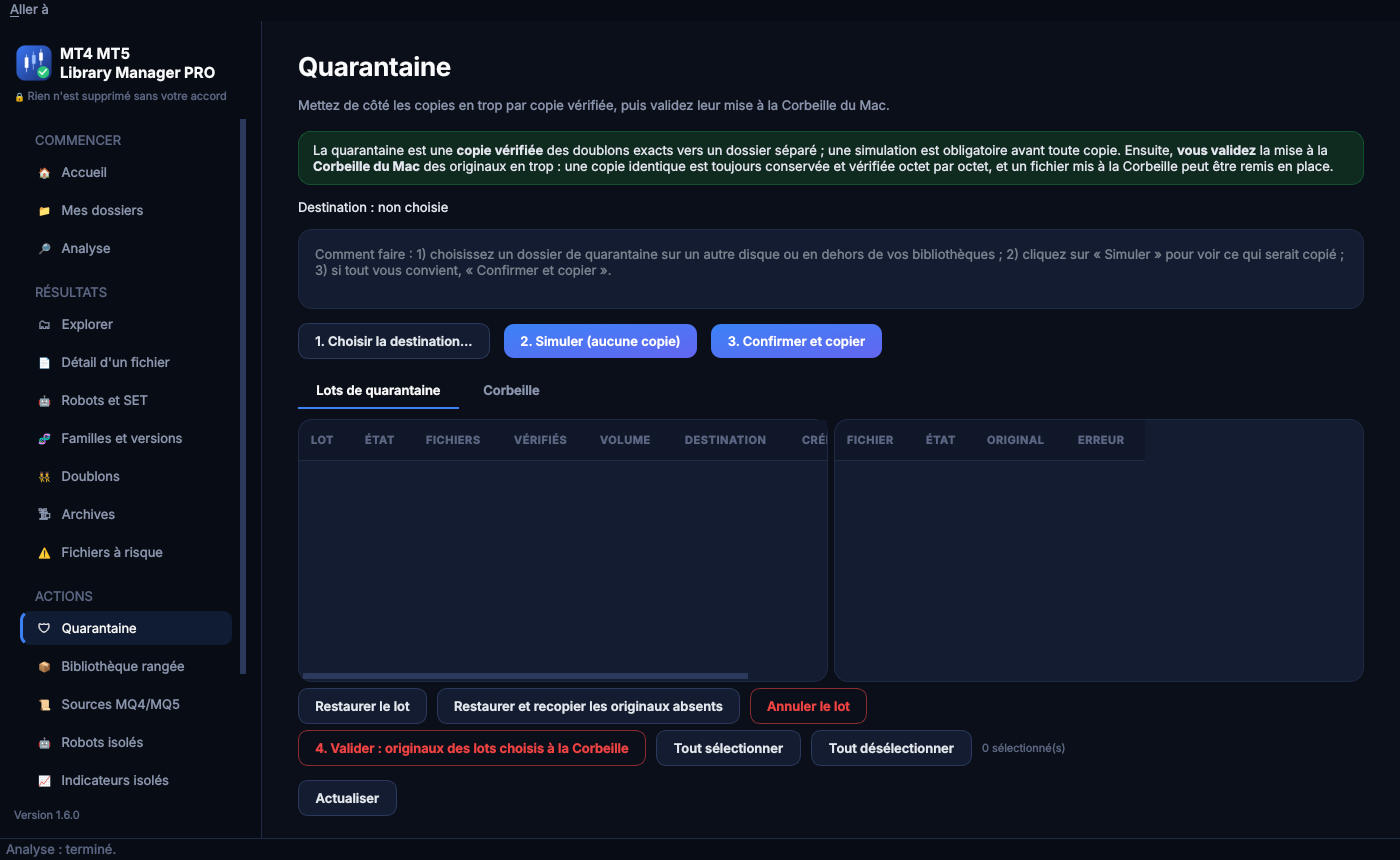 Aller à
MT4 MT5
Library Manager PRO
Rien n'est supprimé sans votre accord
COMMENCER
Accueil
Mes dossiers
Analyse
RÉSULTATS
Explorer
Détail d'un fichier
Robots et SET
Familles et versions
Doublons
Archives
Fichiers à risque
ACTIONS
Quarantaine
Bibliothèque rangée
Sources MQ4/MQ5
Robots isolés
Indicateurs isolés
Version 1.6.0
Quarantaine
Mettez de côté les copies en trop par copie vérifiée, puis validez leur mise à la Corbeille du Mac.
La quarantaine est une copie vérifiée des doublons exacts vers un dossier séparé ; une simulation est obligatoire avant toute copie. Ensuite, vous validez la mise à la
Corbeille du Mac des originaux en trop : une copie identique est toujours conservée et vérifiée octet par octet, et un fichier mis à la Corbeille peut être remis en place.
Destination : non choisie
Comment faire : 1) choisissez un dossier de quarantaine sur un autre disque ou en dehors de vos bibliothèques ; 2) cliquez sur « Simuler » pour voir ce qui serait copié ;
3) si tout vous convient, « Confirmer et copier ».
1. Choisir la destination...
2. Simuler (aucune copie)
3. Confirmer et copier
Lots de quarantaine
Corbeille
LOT ÉTAT FICHIERS VÉRIFIÉS VOLUME DESTINATION CRÉ
FICHIER ÉTAT ORIGINAL ERREUR
Restaurer le lot
Restaurer et recopier les originaux absents
Annuler le lot
4. Valider : originaux des lots choisis à la Corbeille
Tout sélectionner
Tout désélectionner
0 sélectionné(s)
Actualiser
Analyse : terminé.